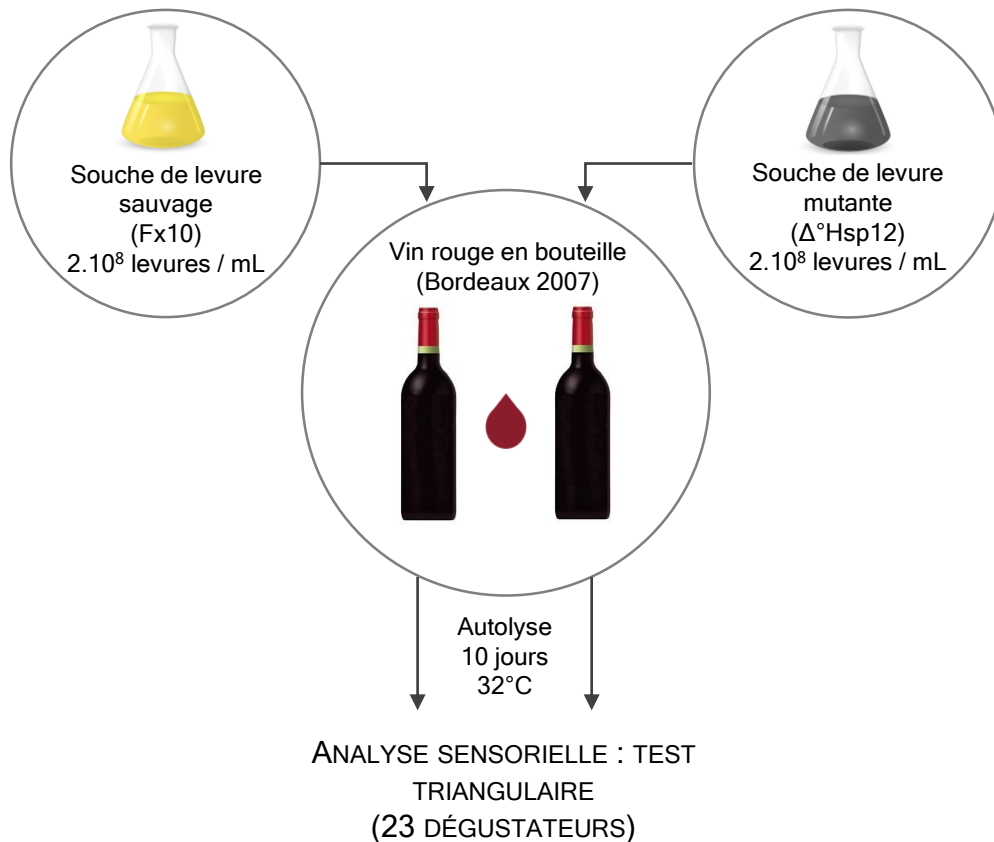 Souche de levure
sauvage
(Fx10)
2.10⁸ levures / mL
Souche de levure
mutante
(Δ°Hsp12)
2.10⁸ levures / mL
Vin rouge en bouteille
(Bordeaux 2007)
Autolyse
10 jours
32°C
ANALYSE SENSORIELLE : TEST
TRIANGULAIRE
(23 DÉGUSTATEURS)